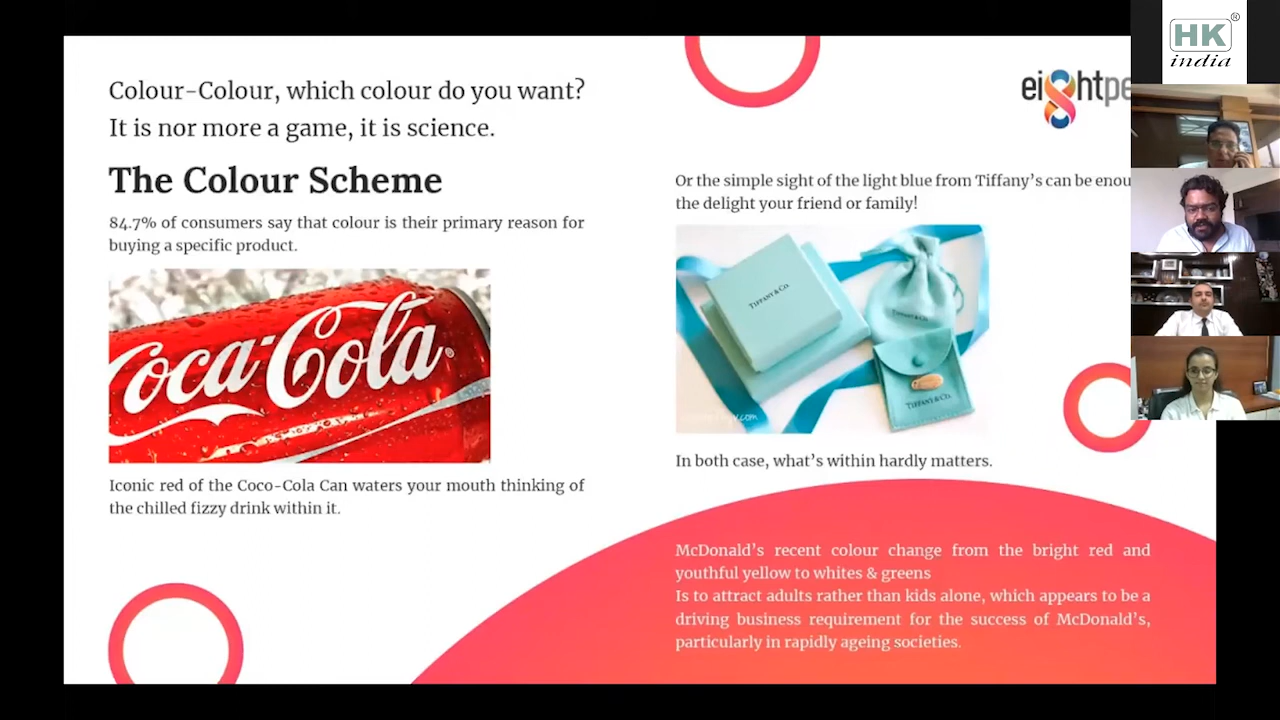 Colour-Colour, which colour do you want?
It is nor more a game, it is science.
The Colour Scheme
84.7% of consumers say that colour is their primary reason for
buying a specific product.
Coca-Cola
Iconic red of the Coco-Cola Can waters your mouth thinking of
the chilled fizzy drink within it.
ei8htpe
Or the simple sight of the light blue from Tiffany's can be enou
the delight your friend or family!
TIFFANY & CO.
TIFFANY & CO.
TIFFANY & CO.
In both case, what's within hardly matters.
McDonald's recent colour change from the bright red and
youthful yellow to whites & greens
Is to attract adults rather than kids alone, which appears to be a
driving business requirement for the success of McDonald's,
particularly in rapidly ageing societies.
HK ®
india